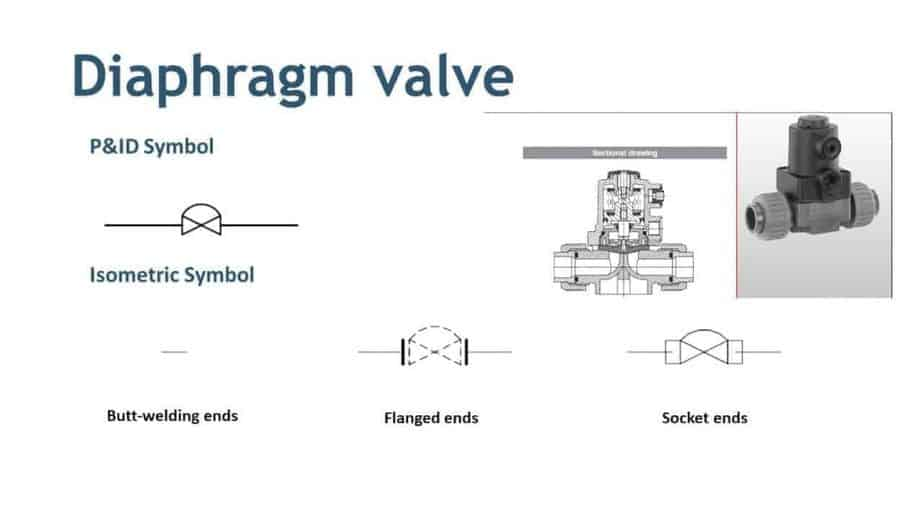 Diaphragm valve
P&ID Symbol
Sectional drawing
Isometric Symbol
Butt-welding ends
Flanged ends
Socket ends